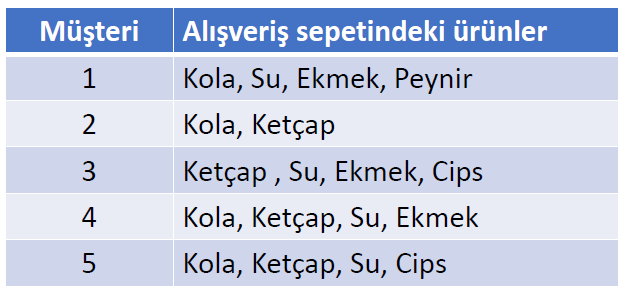 Müşteri Alışveriş sepetindeki ürünler
1 Kola, Su, Ekmek, Peynir
2 Kola, Ketçap
3 Ketçap , Su, Ekmek, Cips
4 Kola, Ketçap, Su, Ekmek
5 Kola, Ketçap, Su, Cips